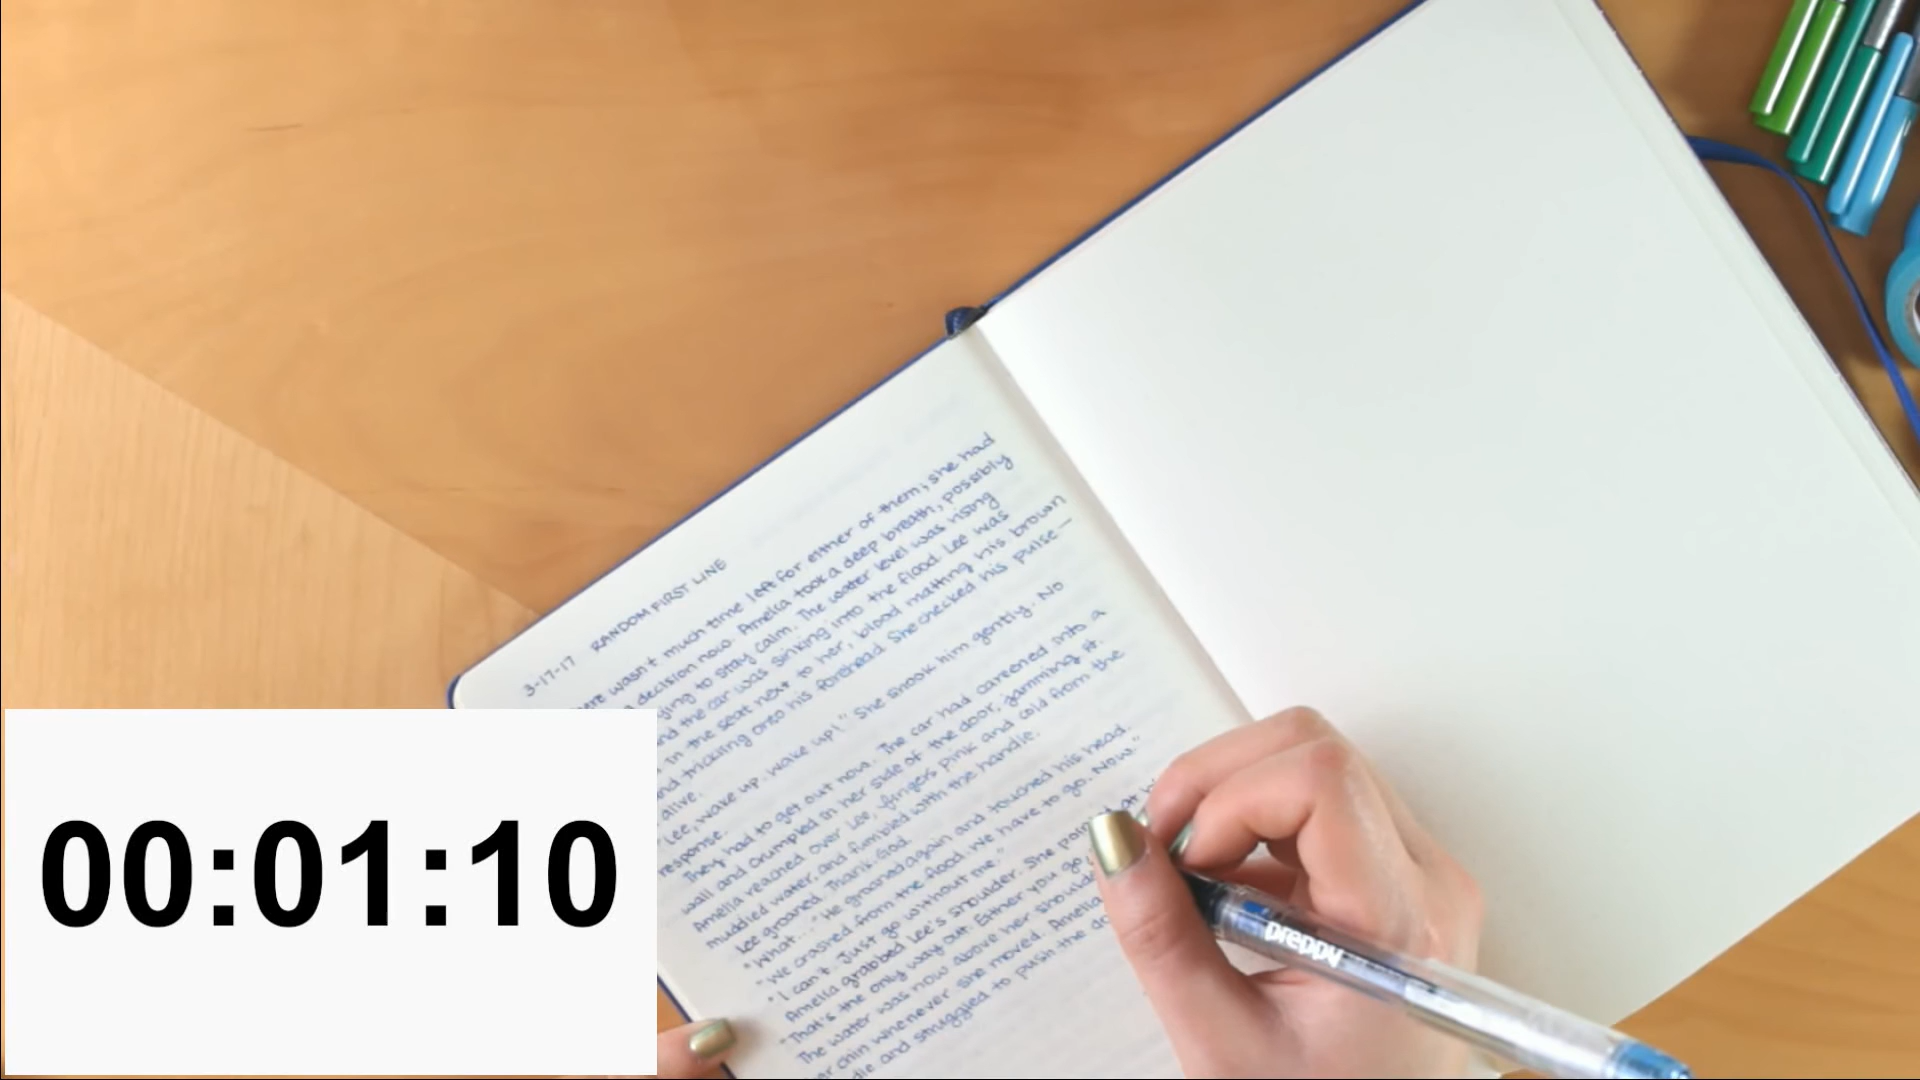 3-17-17 RANDOM FIRST LINE
wasn't much time left for either of them; she had
decision now. Amelia took a deep breath, possibly
to stay calm. The water level was rising
and the car was sinking into the flood. Lee was
in the seat next to her, blood matting his brown
and trickling onto his forehead. She checked his pulse—
alive.
Lee, wake up. Wake up!" She shook him gently. No
response.
They had to get out now. The car had careened into a
wall and crumpled in her side of the door, jamming it.
Amelia reached over Lee, fingers pink and cold from the
muddied water, and fumbled with the handle.
Lee groaned. Thank God.
"What..." He groaned again and touched his head.
"We crashed from the flood. We have to go. Now."
"I can't. Just go without me."
Amelia grabbed Lee's shoulder. She
"That's the only way out. Either you go
The water was now above her
chin whenever she moved. Amelia
and struggled to push the
preppy
00:01:10